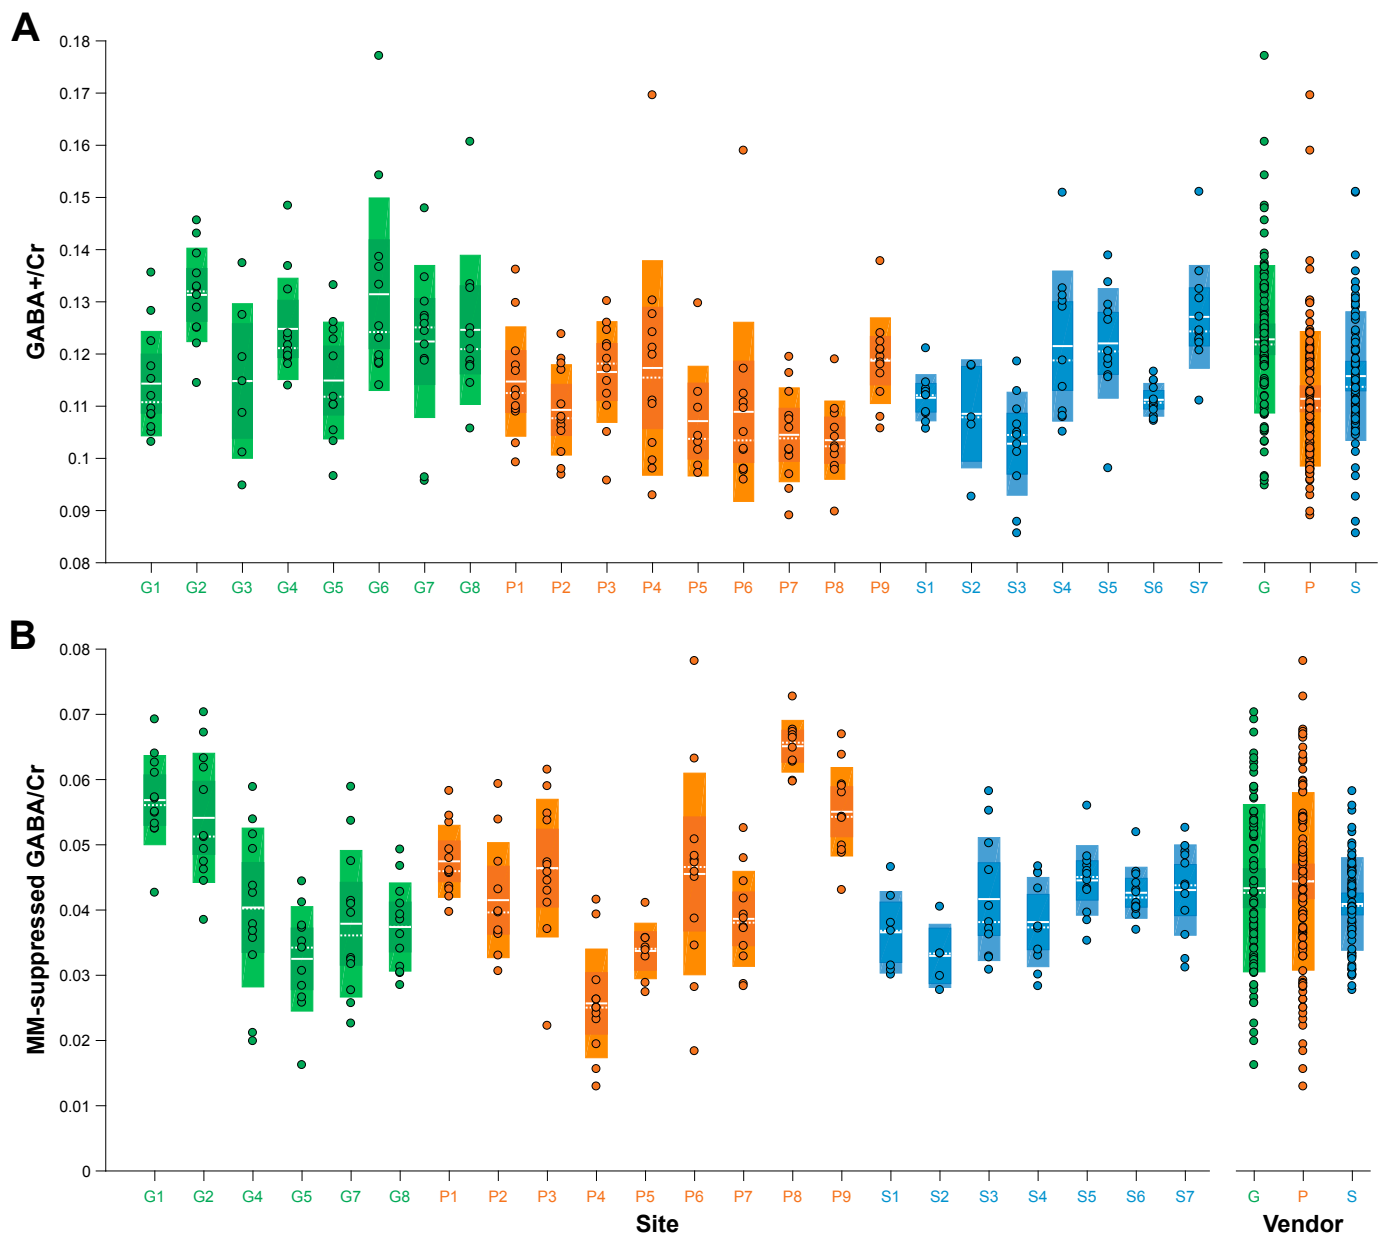 A
0.18
0.17
0.16
0.15
0.14
0.13
0.12
0.11
0.1
0.09
0.08
GABA+/Cr
G1 G2 G3 G4 G5 G6 G7 G8 P1 P2 P3 P4 P5 P6 P7 P8 P9 S1 S2 S3 S4 S5 S6 S7 G P S
B
0.08
0.07
0.06
0.05
0.04
0.03
0.02
0.01
0
MM-suppressed GABA/Cr
G1 G2 G4 G5 G7 G8 P1 P2 P3 P4 P5 P6 P7 P8 P9 S1 S2 S3 S4 S5 S6 S7 G P S
Site Vendor